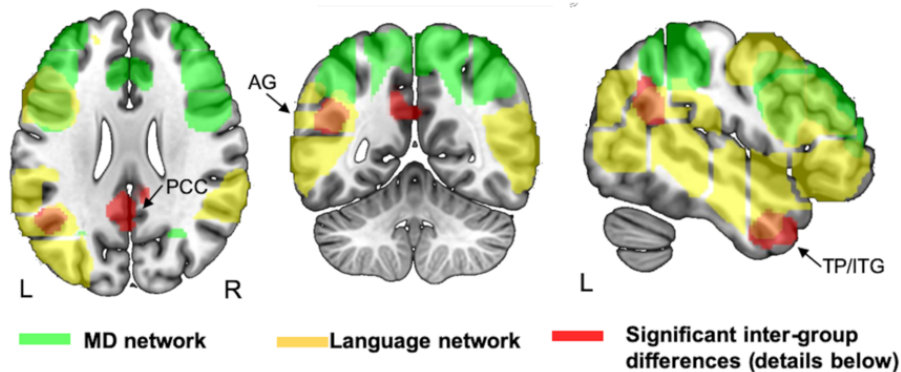 AG
PCC
L
R
L
TP/ITG
MD network
Language network
Significant inter-group
differences (details below)